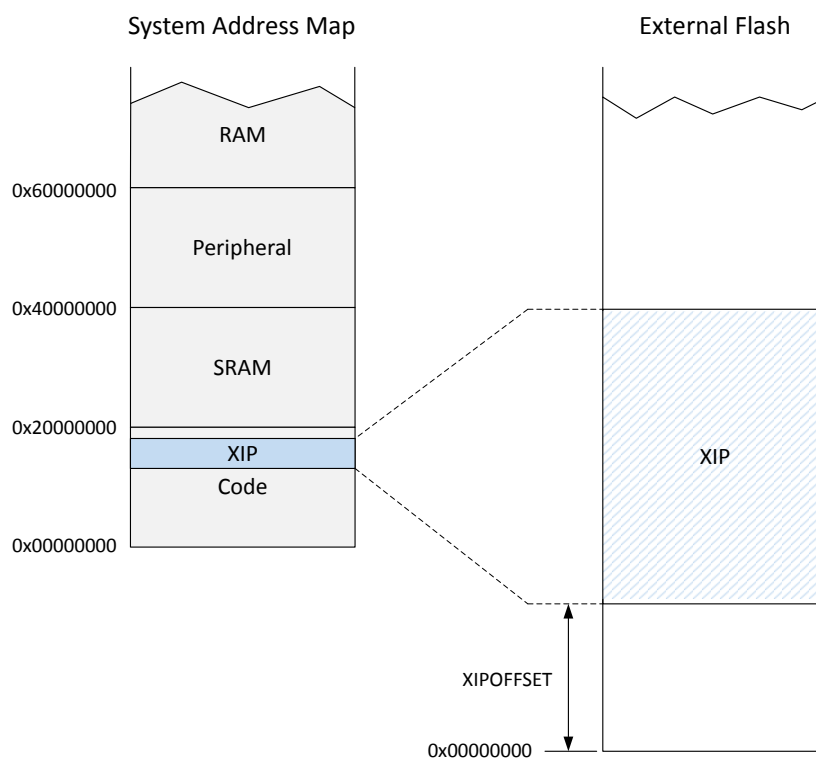 System Address Map
External Flash
RAM
0x60000000
Peripheral
0x40000000
SRAM
0x20000000
XIP
XIP
Code
0x00000000
XIPOFFSET
0x00000000